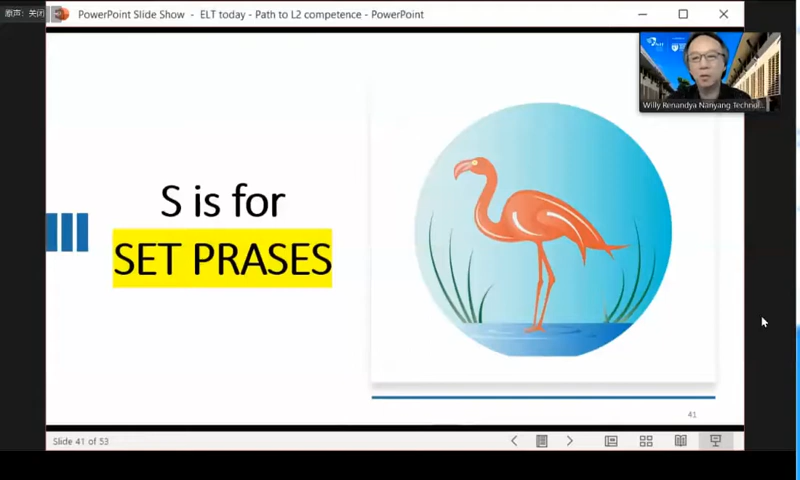 原声: 关闭
PowerPoint Slide Show - ELT today - Path to L2 competence - PowerPoint
Willy Renandya Nanyang Technol...
S is for
SET PRASES
41
Slide 41 of 53